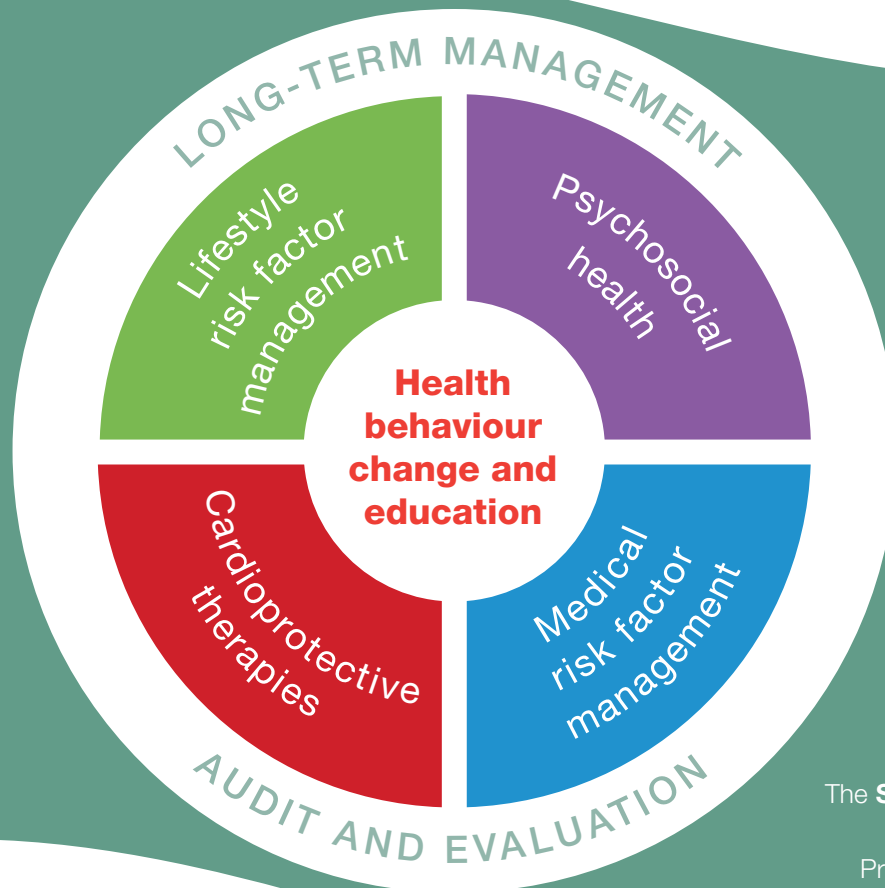 LONG-TERM MANAGEMENT
Lifestyle
risk factor
management
Psychosocial
health
Health
behaviour
change and
education
Cardioprotective
therapies
Medical
risk factor
management
AUDIT AND EVALUATION
The